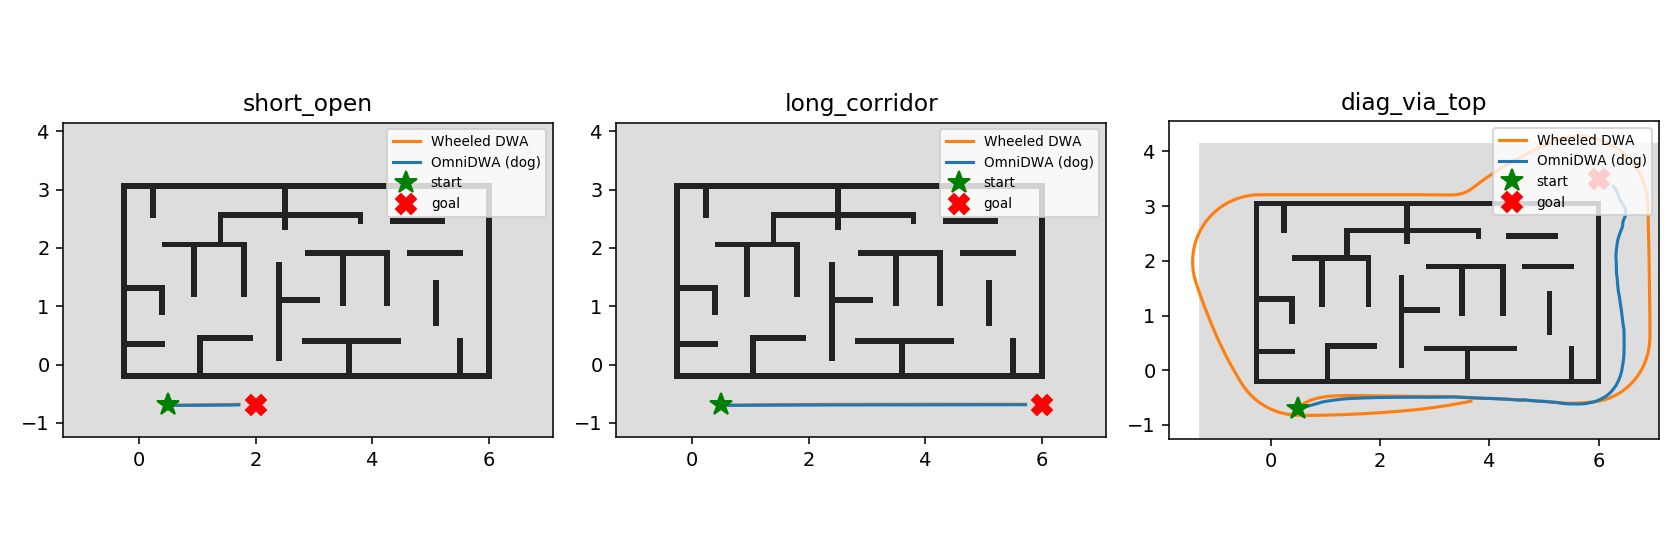 short_open
4
3
2
1
0
−1
0
2
4
6
Wheeled DWA
OmniDWA (dog)
start
goal
long_corridor
4
3
2
1
0
−1
0
2
4
6
Wheeled DWA
OmniDWA (dog)
start
goal
diag_via_top
4
3
2
1
0
−1
0
2
4
6
Wheeled DWA
OmniDWA (dog)
start
goal